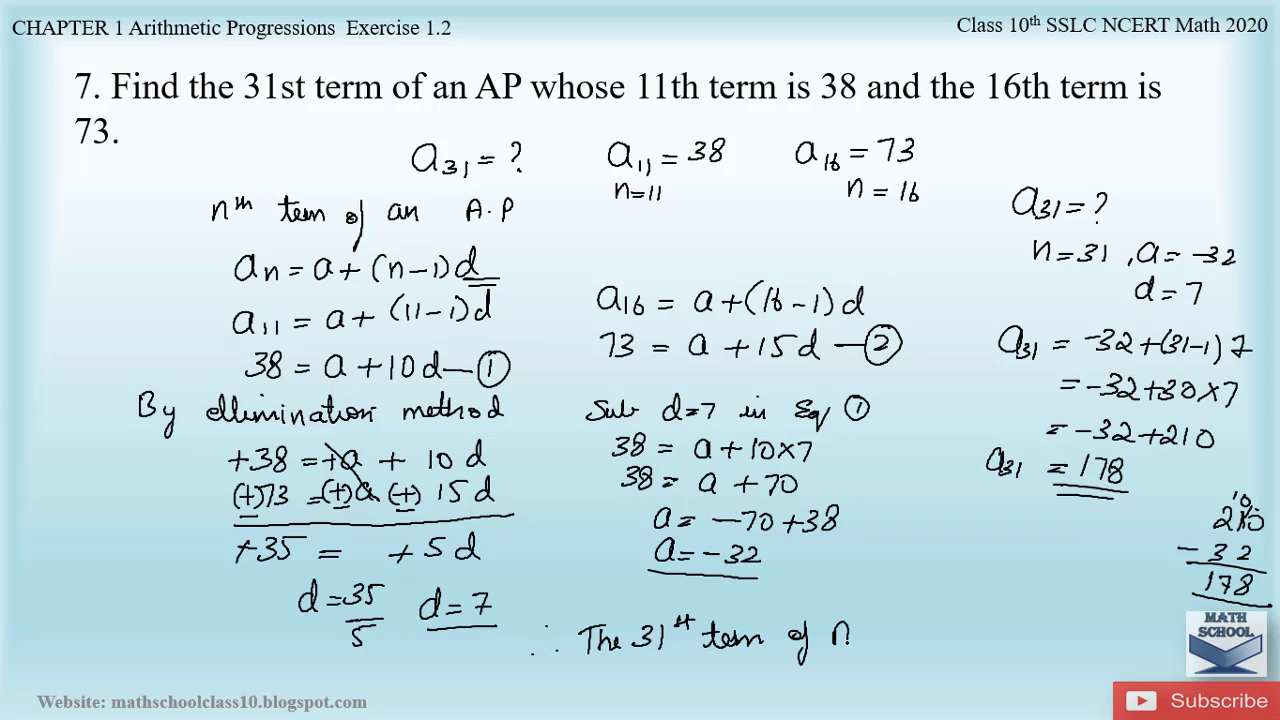 CHAPTER 1 Arithmetic Progressions Exercise 1.2
Class 10th SSLC NCERT Math 2020
7. Find the 31st term of an AP whose 11th term is 38 and the 16th term is
73.
a₃₁ = ?
a₁₁ = 38
n=11
a₁₆ = 73
n = 16
nth term of an A.P
an = a + (n-1)d
a₁₁ = a + (11-1)d
38 = a + 10d — ①
By ellimination method
+38 = +a + 10d
(+)73 = (+)a (+) 15d
+35 = +5d
d = 35/5 d = 7
a₁₆ = a + (16-1)d
73 = a + 15d — ②
Sub d=7 in Eq ①
38 = a + 10×7
38 = a + 70
a = -70 + 38
a = -32
∴ The 31st term of n
a₃₁ = ?
n = 31, a = -32
d = 7
a₃₁ = -32 + (31-1) 7
= -32 + 30×7
= -32 + 210
a₃₁ = 178
10
210
- 32
178
MATH
SCHOOL
Website: mathschoolclass10.blogspot.com
Subscribe